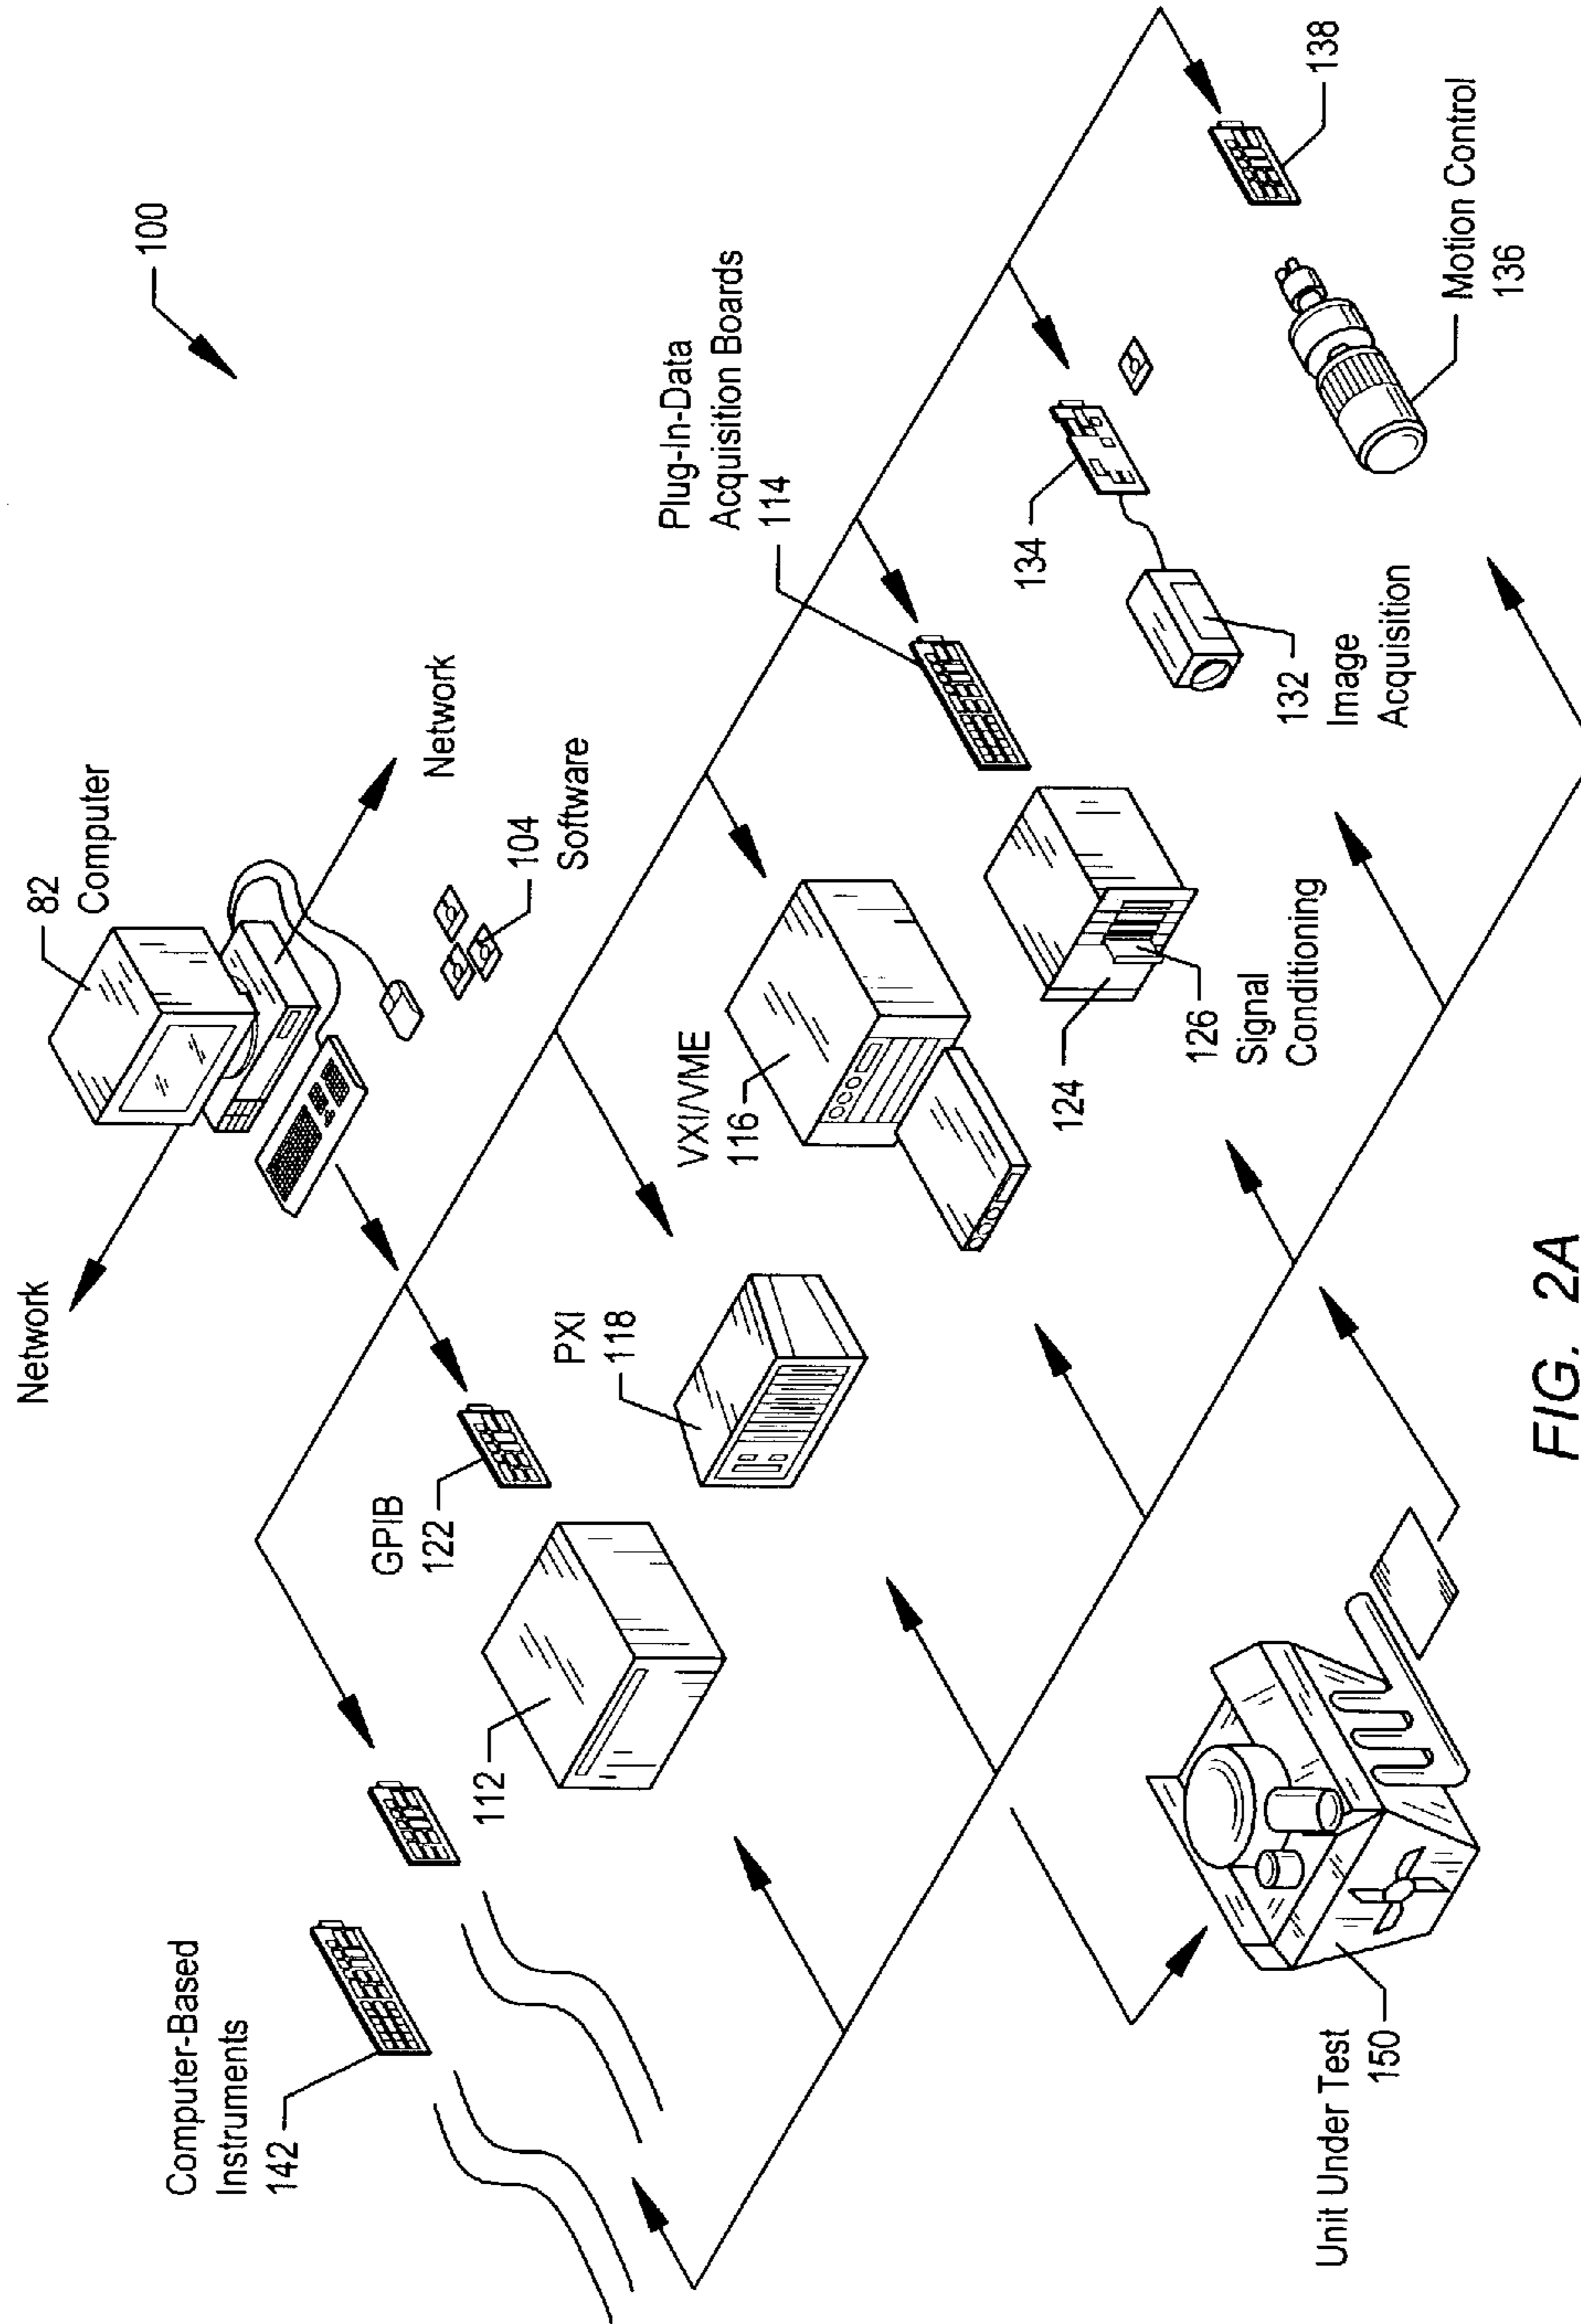 100
Network
82
Computer
Network
104
Software
Computer-Based
Instruments
142
GPIB
122
112
PXI
118
VXI/VME
116
Plug-In-Data
Acquisition Boards
114
124
126
Signal
Conditioning
134
132
Image
Acquisition
138
Motion Control
136
Unit Under Test
150
FIG. 2A